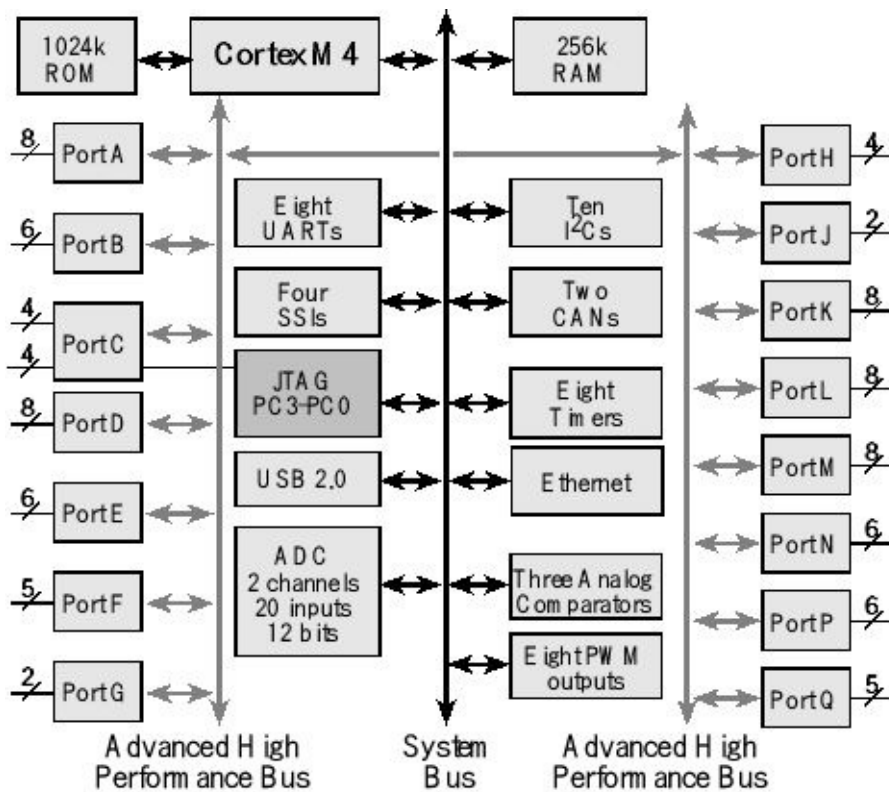 1024k
ROM
Cortex M 4
256k
RAM
8
Port A
6
Port B
4
4
Port C
8
Port D
6
Port E
5
Port F
2
Port G
Eight
UARTs
Four
SSIs
JTAG
PC3-PC0
USB 2.0
ADC
2 channels
20 inputs
12 bits
Ten
I²Cs
Two
CANs
Eight
Timers
Ethernet
Three Analog
Comparators
Eight PWM
outputs
Port H
4
Port J
2
Port K
8
Port L
8
Port M
8
Port N
6
Port P
6
Port Q
5
Advanced High
Performance Bus
System
Bus
Advanced High
Performance Bus